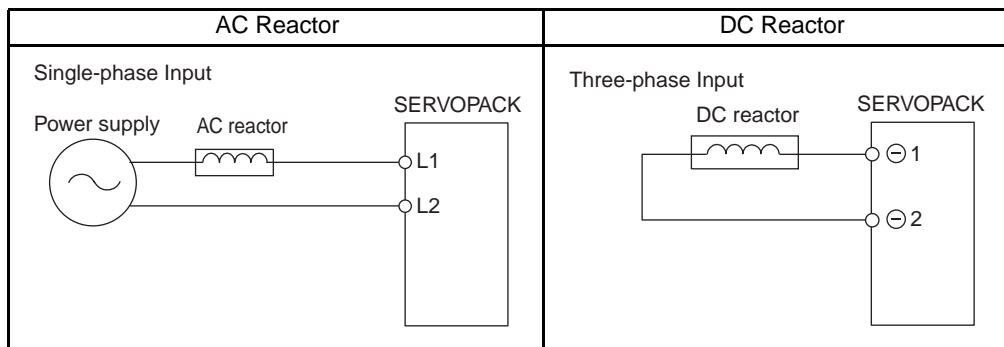 AC Reactor
DC Reactor
Single-phase Input
Power supply
AC reactor
SERVOPACK
L1
L2
Three-phase Input
DC reactor
SERVOPACK
⊖ 1
⊖ 2